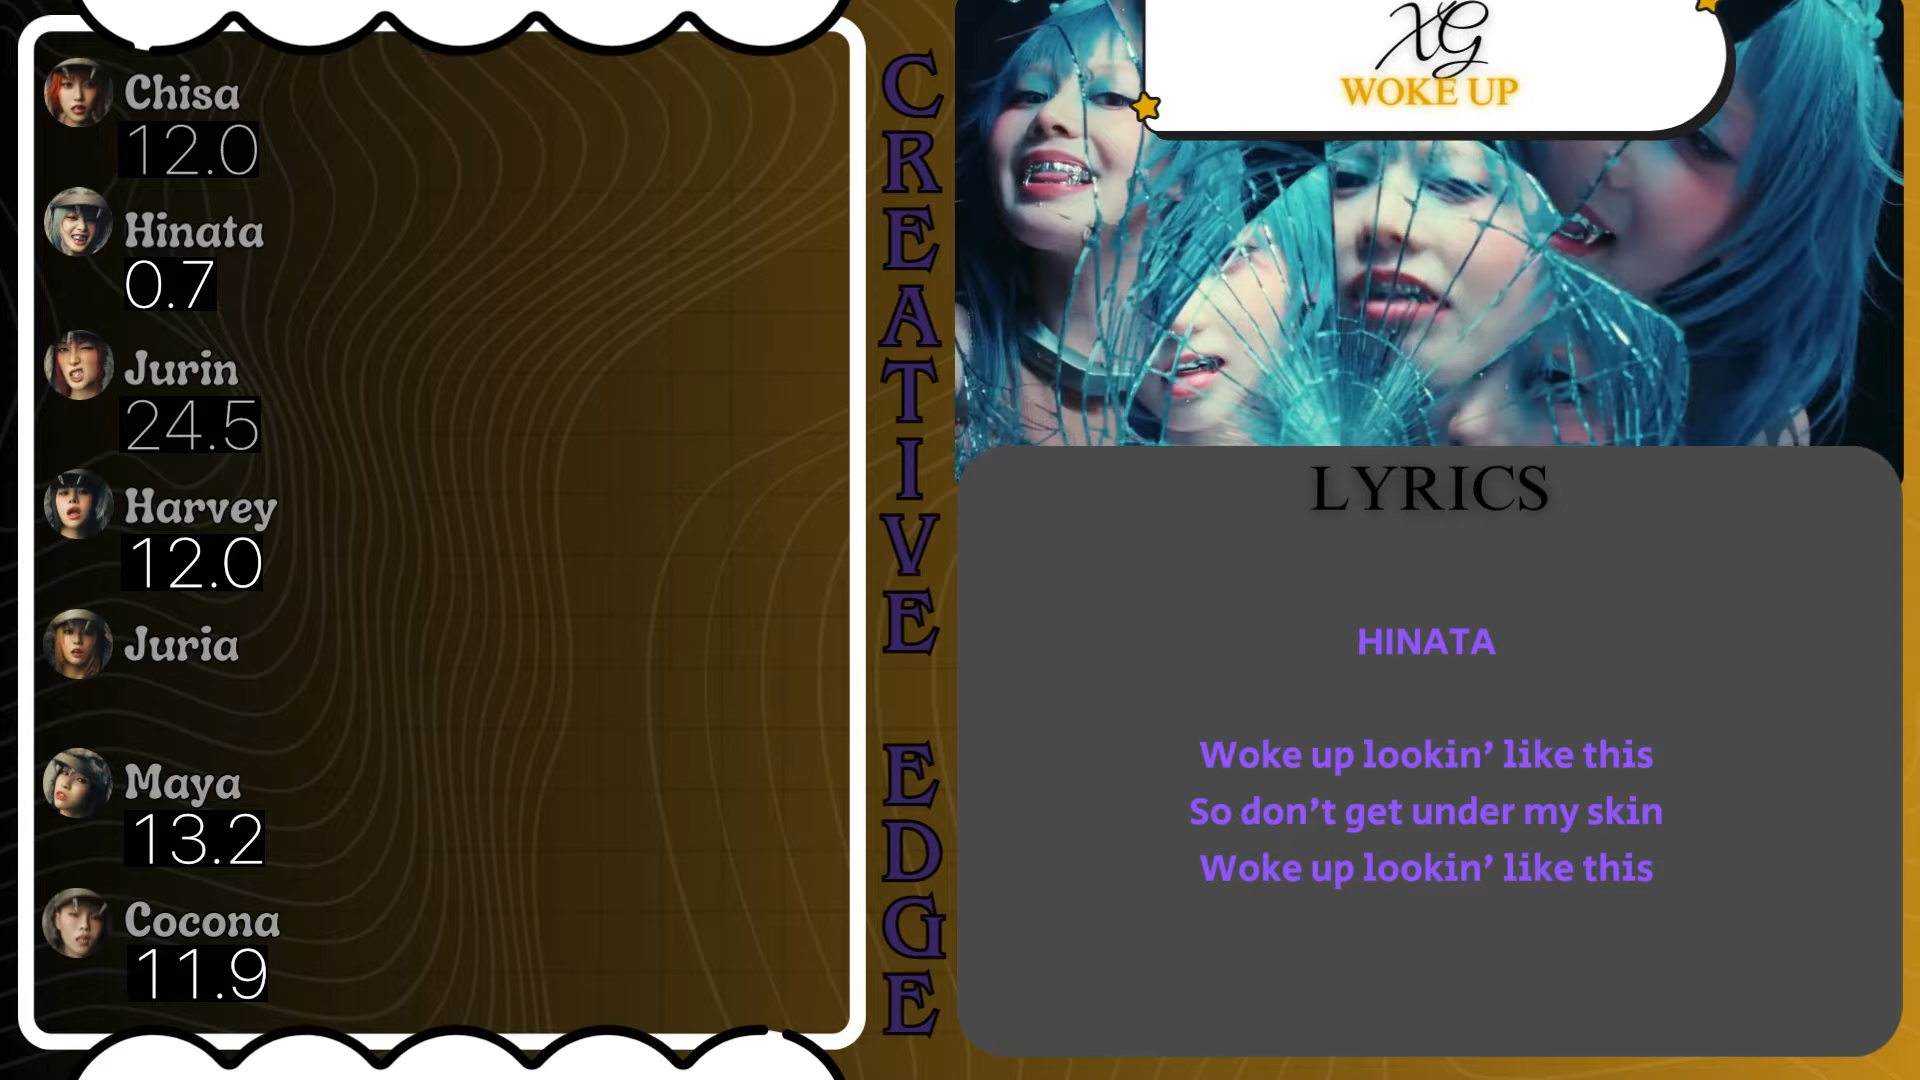 Chisa
12.0
Hinata
0.7
Jurin
24.5
Harvey
12.0
Juria
Maya
13.2
Cocona
11.9
CREATIVE EDGE
XG
WOKE UP
LYRICS
HINATA
Woke up lookin’ like this
So don’t get under my skin
Woke up lookin’ like this